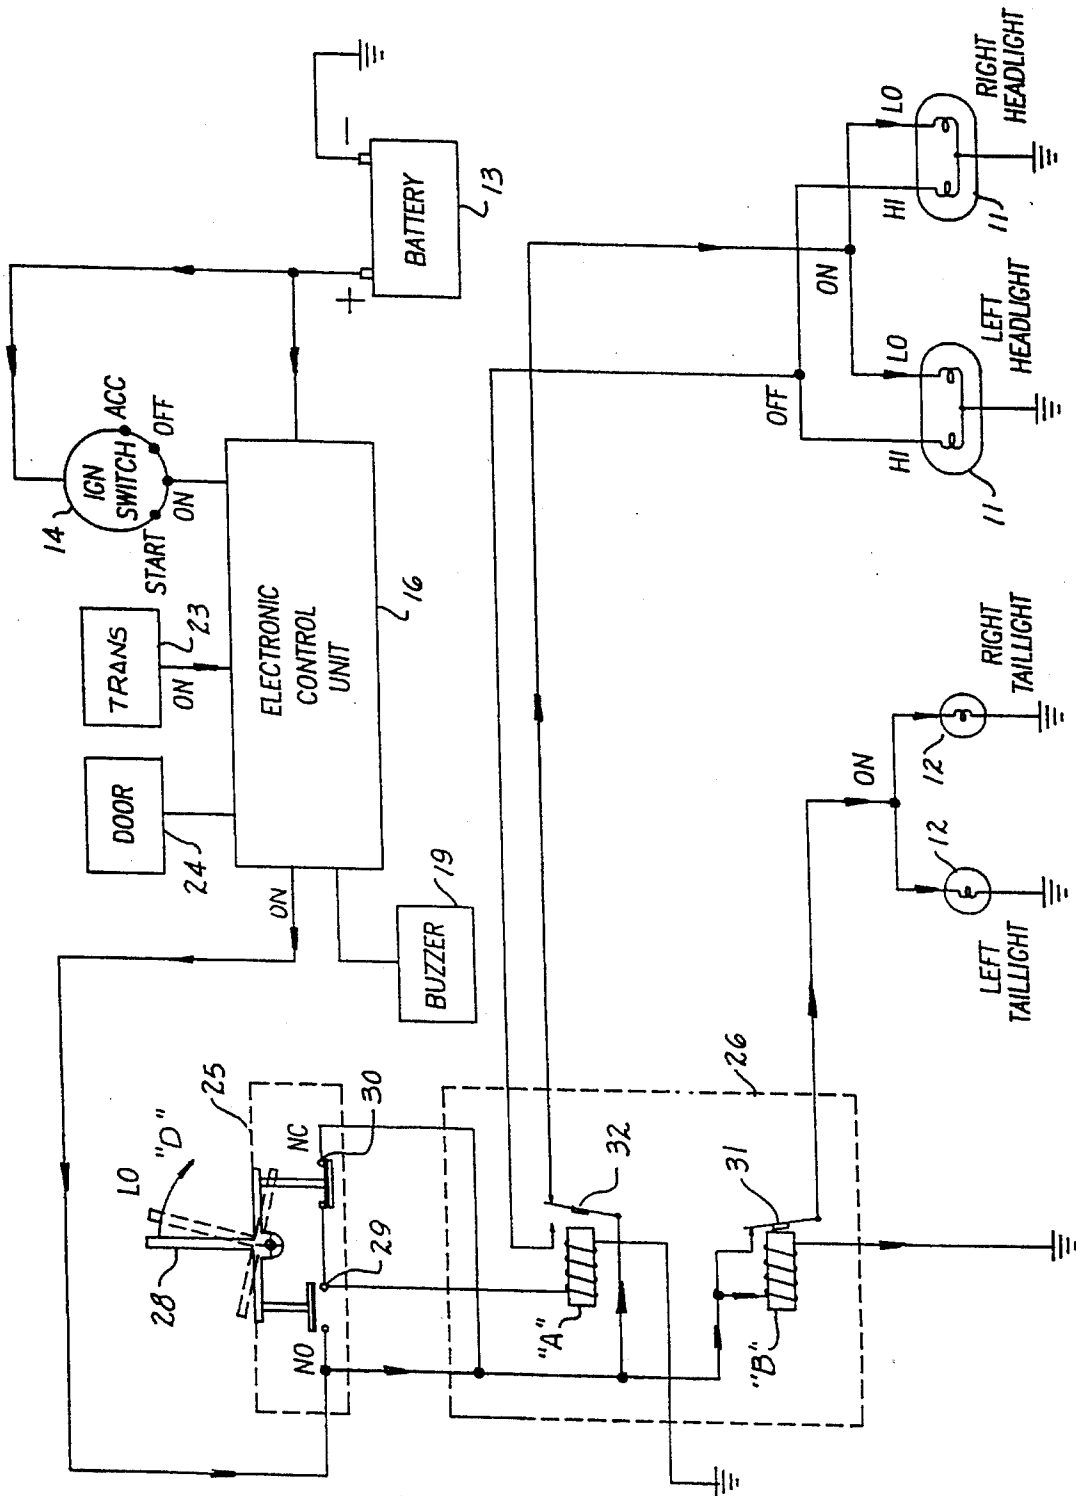 BATTERY
+
–
13
IGN
SWITCH
14
ACC
OFF
ON
START
TRANS
23
ON
DOOR
24
ELECTRONIC
CONTROL
UNIT
16
ON
BUZZER
19
25
LO
"D"
28
NO
NC
29
30
26
"A"
32
"B"
31
OFF
ON
HI
LO
11
LEFT
HEADLIGHT
HI
LO
11
RIGHT
HEADLIGHT
ON
12
LEFT
TAILLIGHT
12
RIGHT
TAILLIGHT